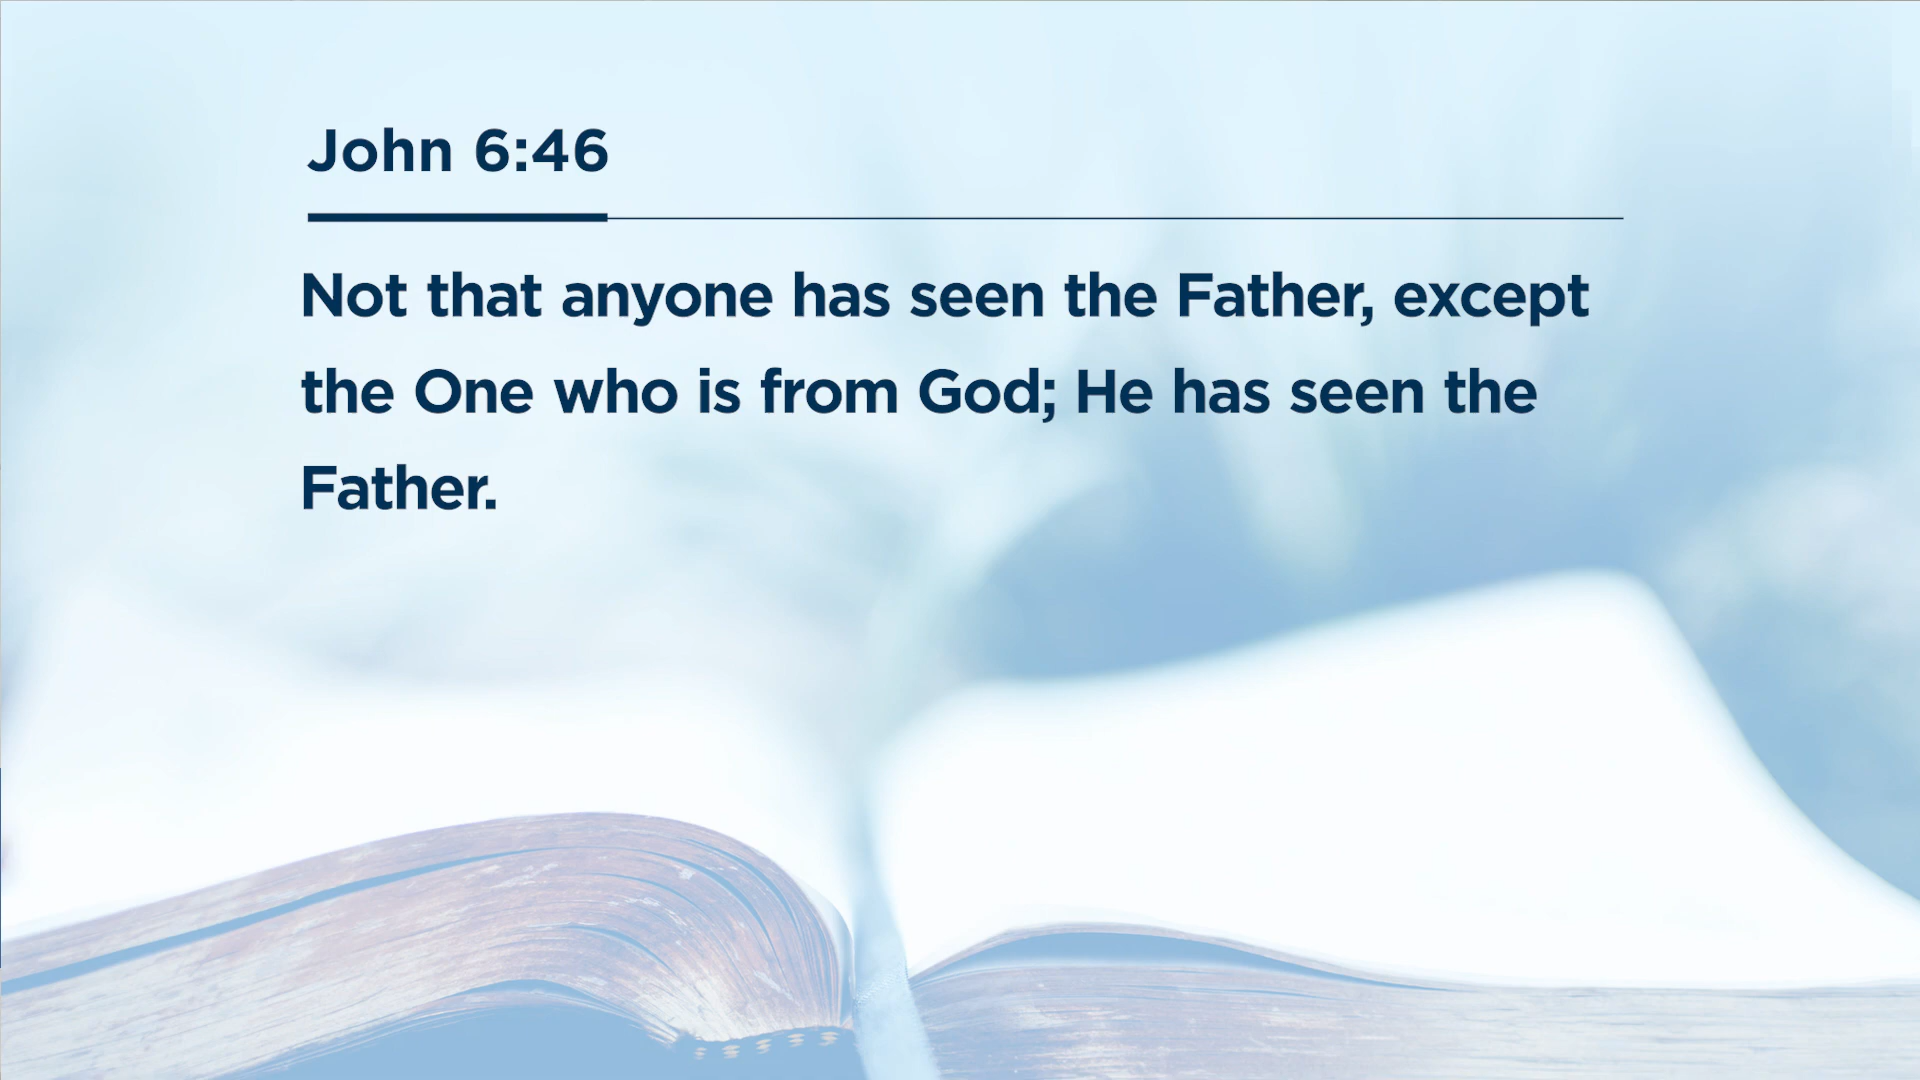 John 6:46
Not that anyone has seen the Father, except
the One who is from God; He has seen the
Father.